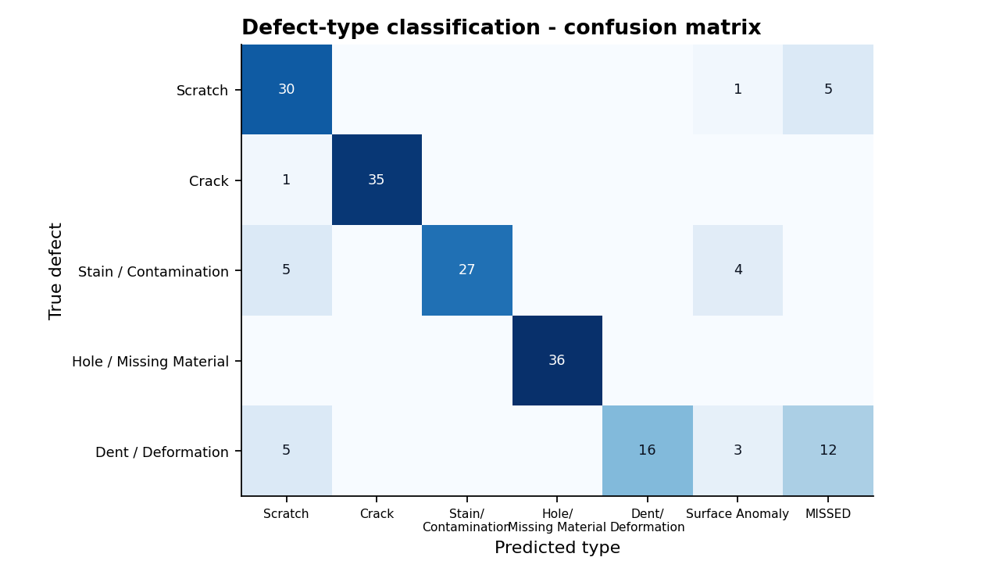 Defect-type classification - confusion matrix
Scratch 30 1 5
Crack 1 35
Stain / Contamination 5 27 4
Hole / Missing Material 36
Dent / Deformation 5 16 3 12
True defect
Scratch Crack Stain/ Hole/ Dent/ Surface Anomaly MISSED
Contamination Missing Material Deformation
Predicted type